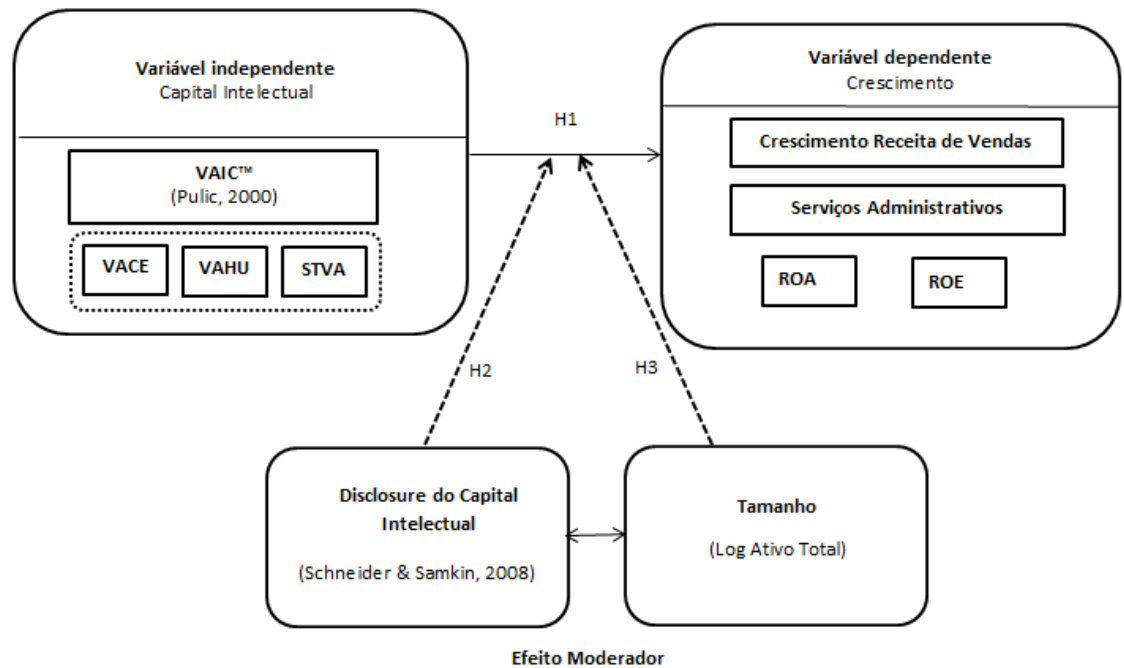 Variável independente
Capital Intelectual
VAIC™
(Pulic, 2000)
VACE
VAHU
STVA
H1
Variável dependente
Crescimento
Crescimento Receita de Vendas
Serviços Administrativos
ROA
ROE
H2
H3
Disclosure do Capital
Intelectual
(Schneider & Samkin, 2008)
Tamanho
(Log Ativo Total)
Efeito Moderador